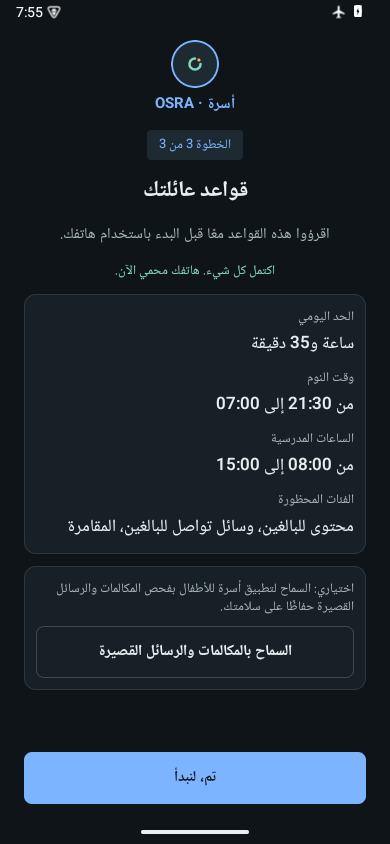 7:55
أسرة · OSRA
الخطوة 3 من 3
قواعد عائلتك
اقرؤوا هذه القواعد معًا قبل البدء باستخدام هاتفك.
اكتمل كل شيء. هاتفك محمي الآن.
الحد اليومي
ساعة و35 دقيقة
وقت النوم
من 21:30 إلى 07:00
الساعات المدرسية
من 08:00 إلى 15:00
الفئات المحظورة
محتوى للبالغين، وسائل تواصل للبالغين، المقامرة
اختياري: السماح لتطبيق أسرة للأطفال بفحص المكالمات والرسائل
القصيرة حفاظًا على سلامتك.
السماح بالمكالمات والرسائل القصيرة
تم، لنبدأ